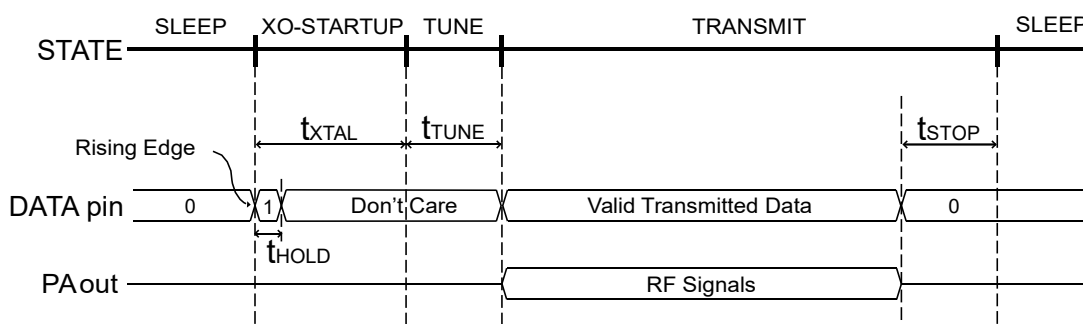 SLEEP XO-STARTUP TUNE TRANSMIT SLEEP
STATE
tXTAL tTUNE tSTOP
Rising Edge
DATA pin 0 1 Don't Care Valid Transmitted Data 0
tHOLD
PA out RF Signals